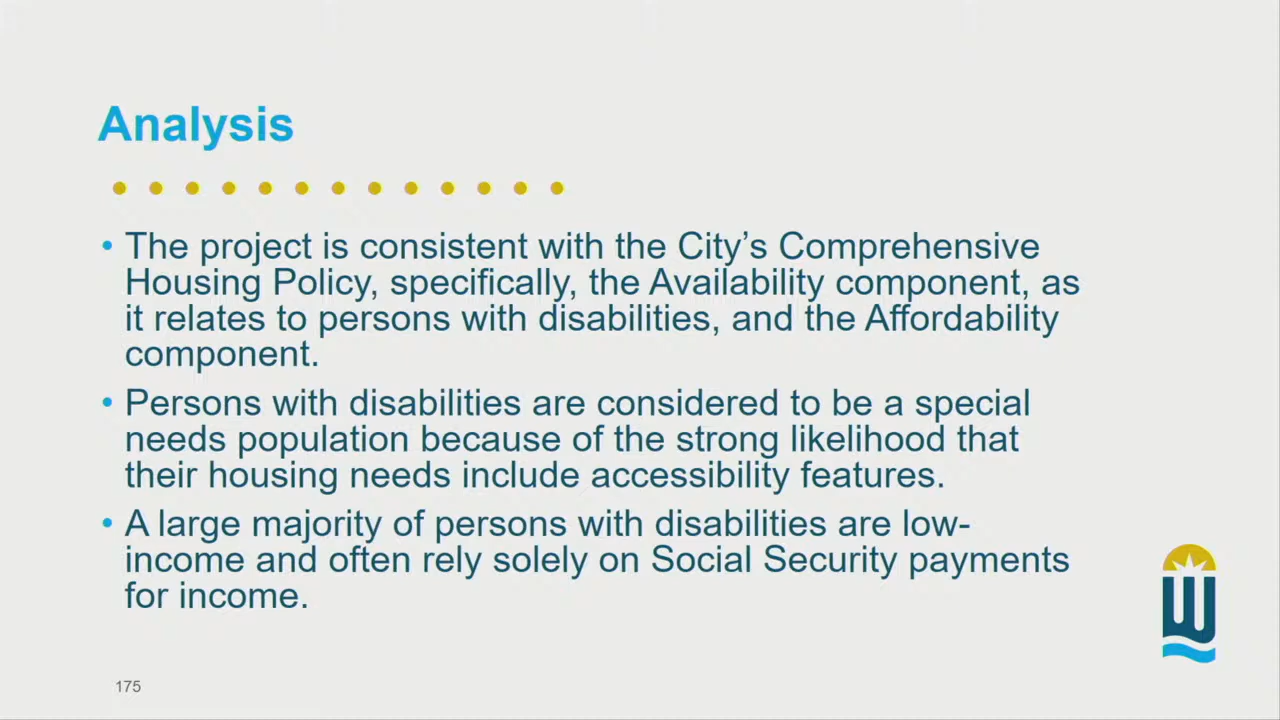 Analysis
• The project is consistent with the City’s Comprehensive
Housing Policy, specifically, the Availability component, as
it relates to persons with disabilities, and the Affordability
component.
• Persons with disabilities are considered to be a special
needs population because of the strong likelihood that
their housing needs include accessibility features.
• A large majority of persons with disabilities are low-
income and often rely solely on Social Security payments
for income.
W
175